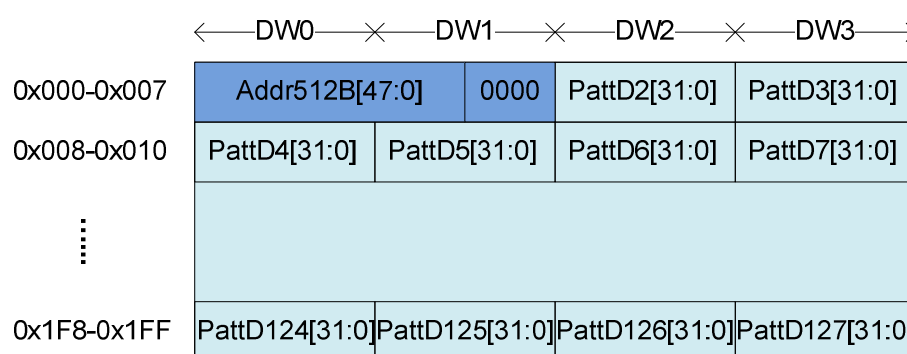 DW0 DW1 DW2 DW3
0x000-0x007 Addr512B[47:0] 0000 PattD2[31:0] PattD3[31:0]
0x008-0x010 PattD4[31:0] PattD5[31:0] PattD6[31:0] PattD7[31:0]
0x1F8-0x1FF PattD124[31:0] PattD125[31:0] PattD126[31:0] PattD127[31:0